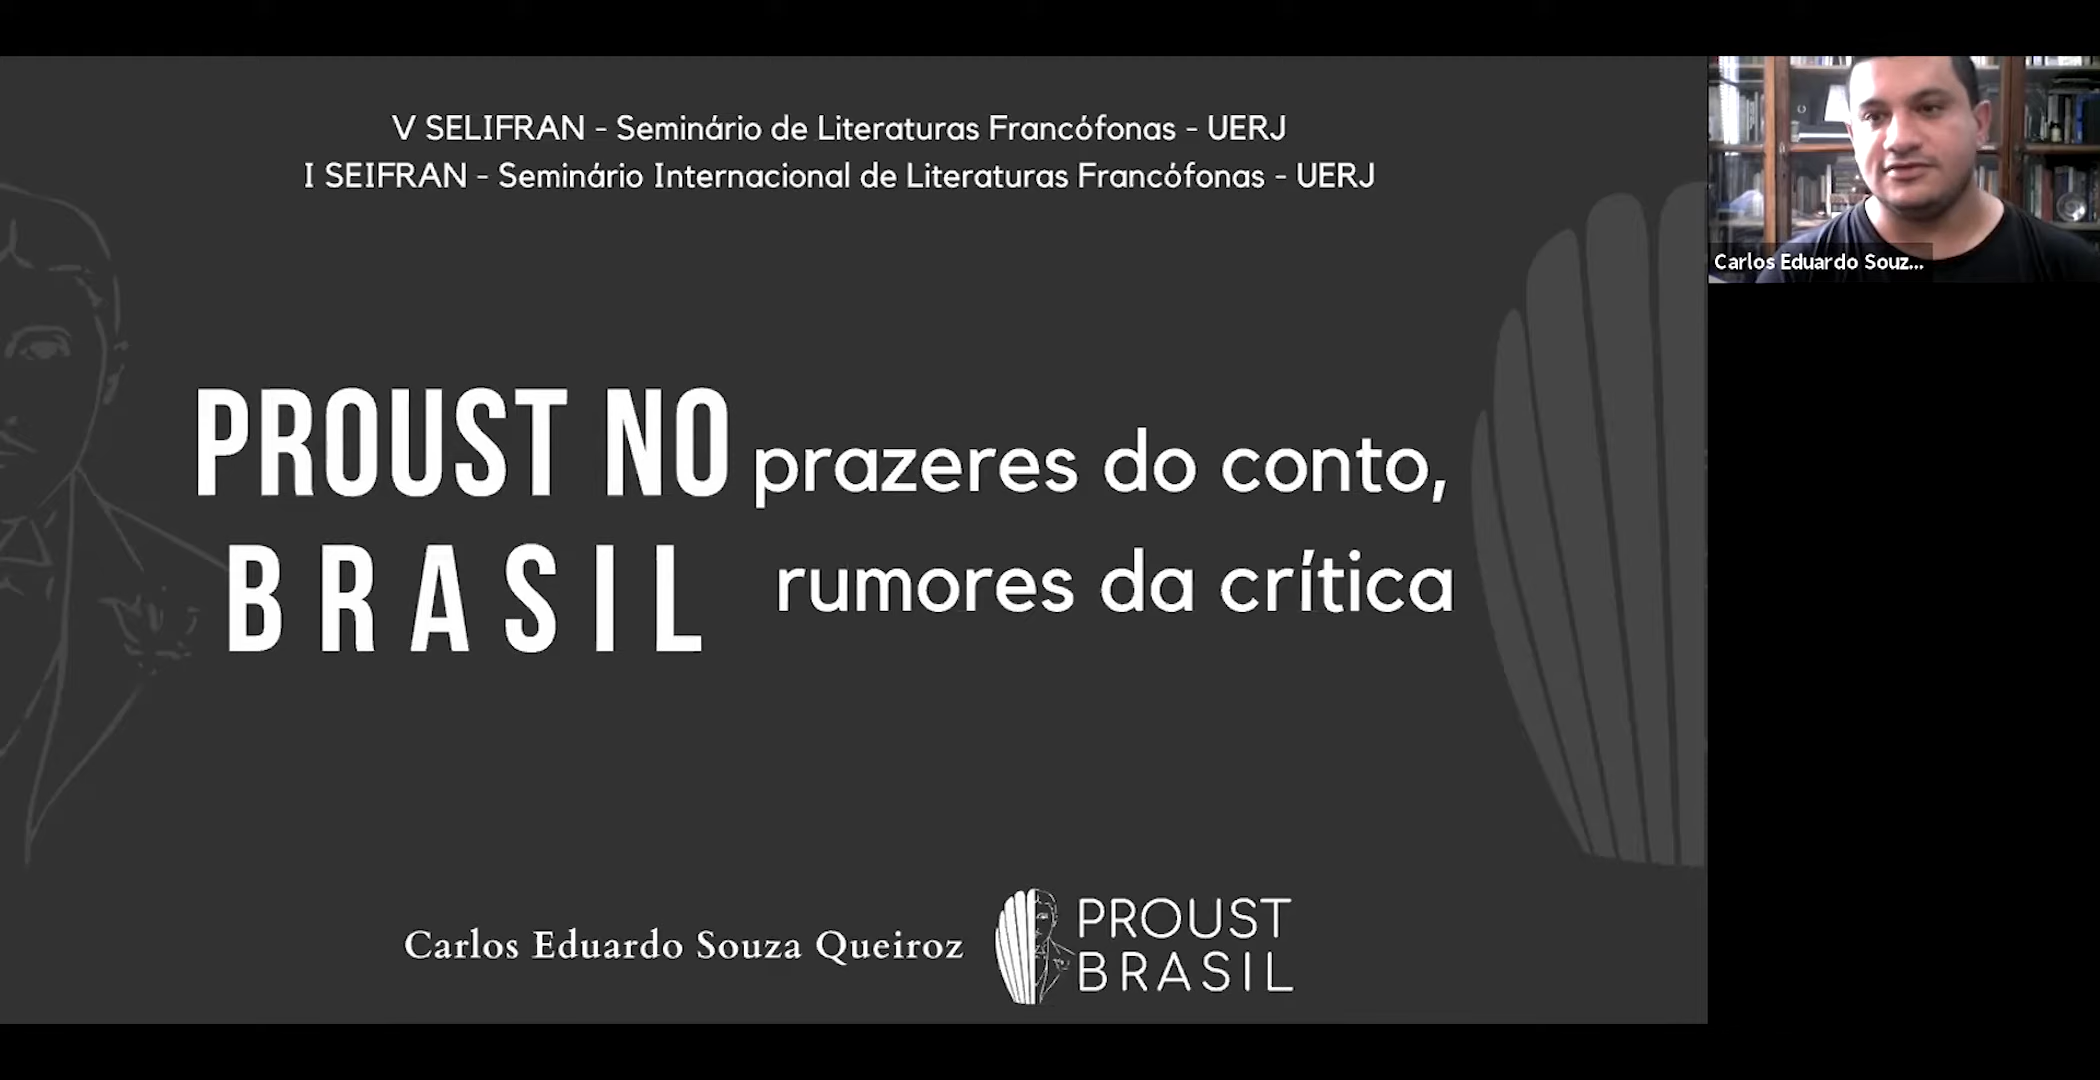 V SELIFRAN - Seminário de Literaturas Francófonas - UERJ
I SEIFRAN - Seminário Internacional de Literaturas Francófonas - UERJ
PROUST NO
BRASIL
prazeres do conto,
rumores da crítica
Carlos Eduardo Souza Queiroz
PROUST
BRASIL
Carlos Eduardo Souz...